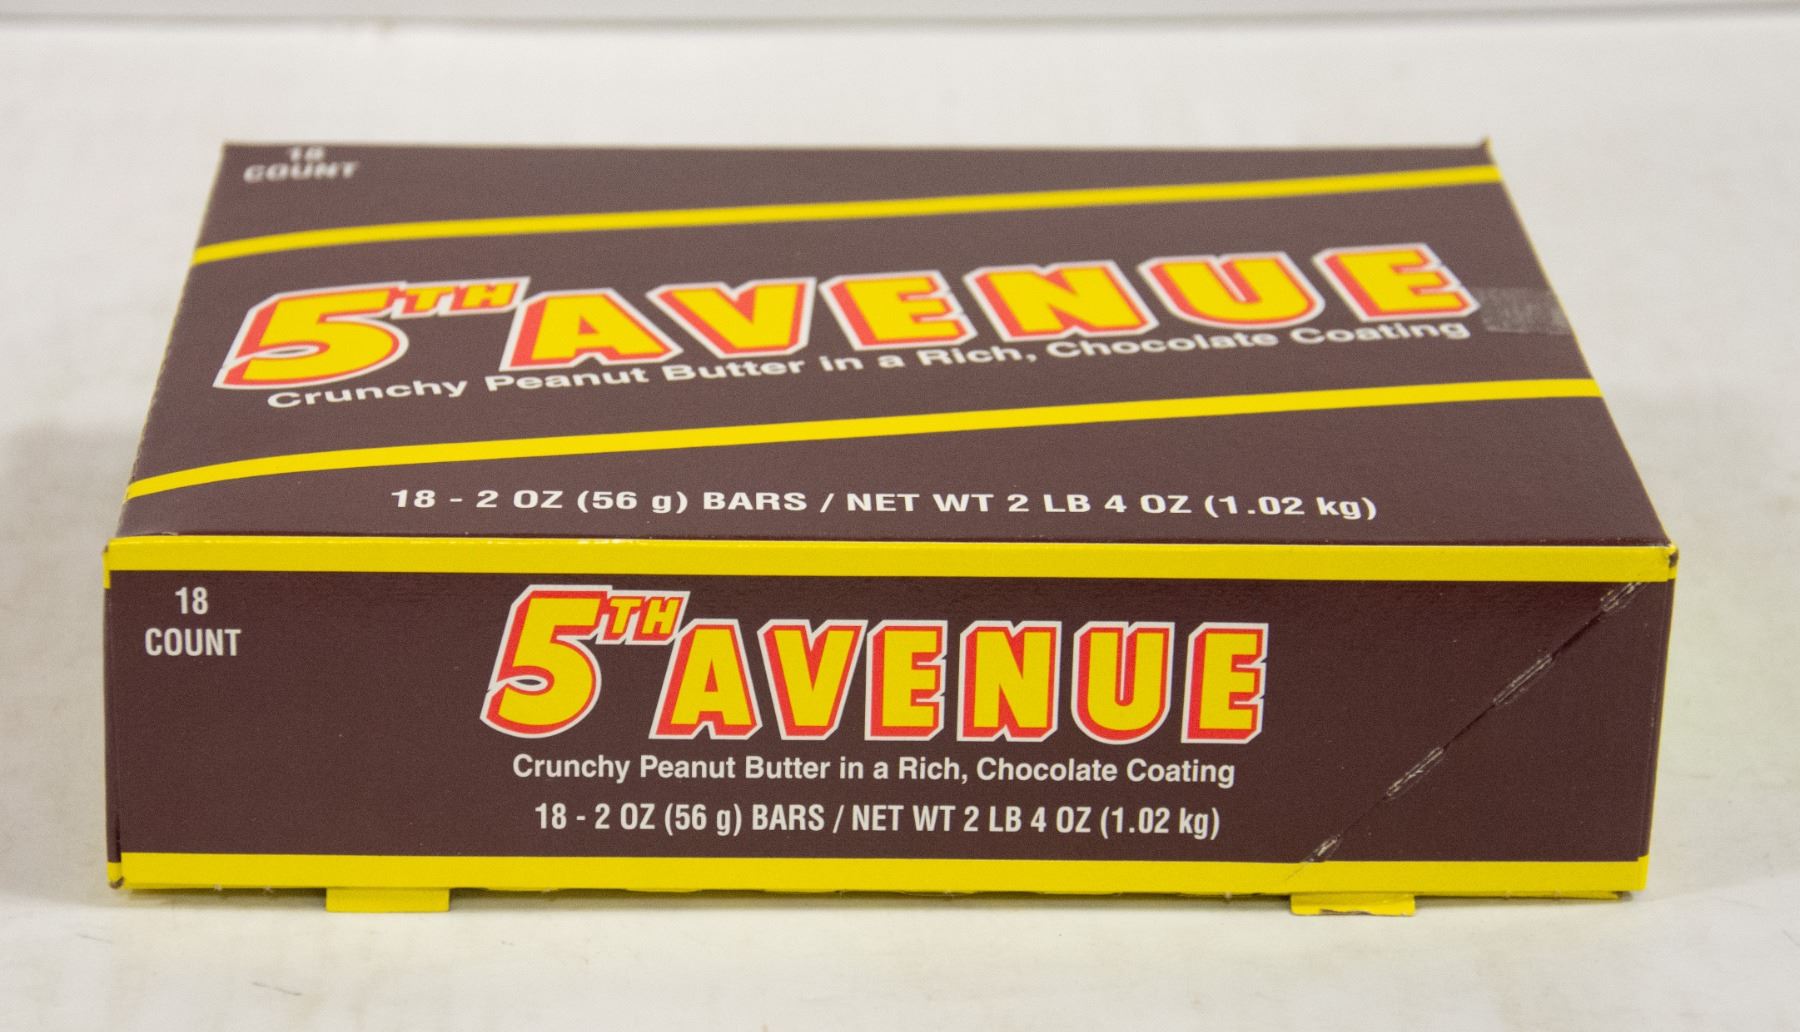 18
COUNT
5TH AVENUE
Crunchy Peanut Butter in a Rich, Chocolate Coating
18 - 2 OZ (56 g) BARS / NET WT 2 LB 4 OZ (1.02 kg)
18
COUNT
5TH AVENUE
Crunchy Peanut Butter in a Rich, Chocolate Coating
18 - 2 OZ (56 g) BARS / NET WT 2 LB 4 OZ (1.02 kg)